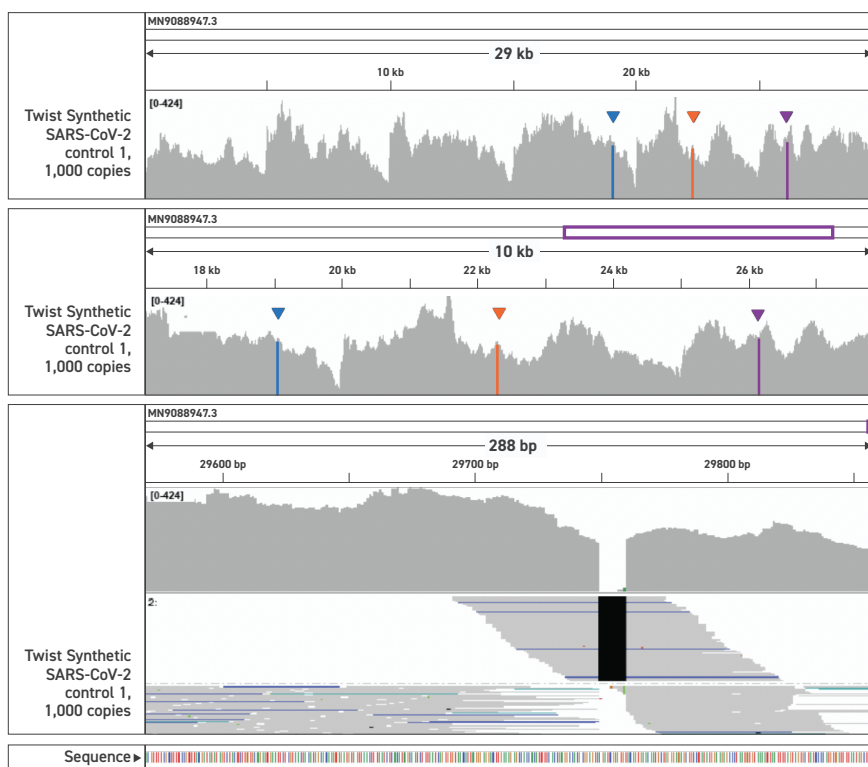 MN9088947.3
29 kb
10 kb
20 kb
[0-424]
Twist Synthetic
SARS-CoV-2
control 1,
1,000 copies
MN9088947.3
10 kb
18 kb
20 kb
22 kb
24 kb
26 kb
[0-424]
Twist Synthetic
SARS-CoV-2
control 1,
1,000 copies
MN9088947.3
288 bp
29600 bp
29700 bp
29800 bp
[0-424]
2:
Twist Synthetic
SARS-CoV-2
control 1,
1,000 copies
Sequence